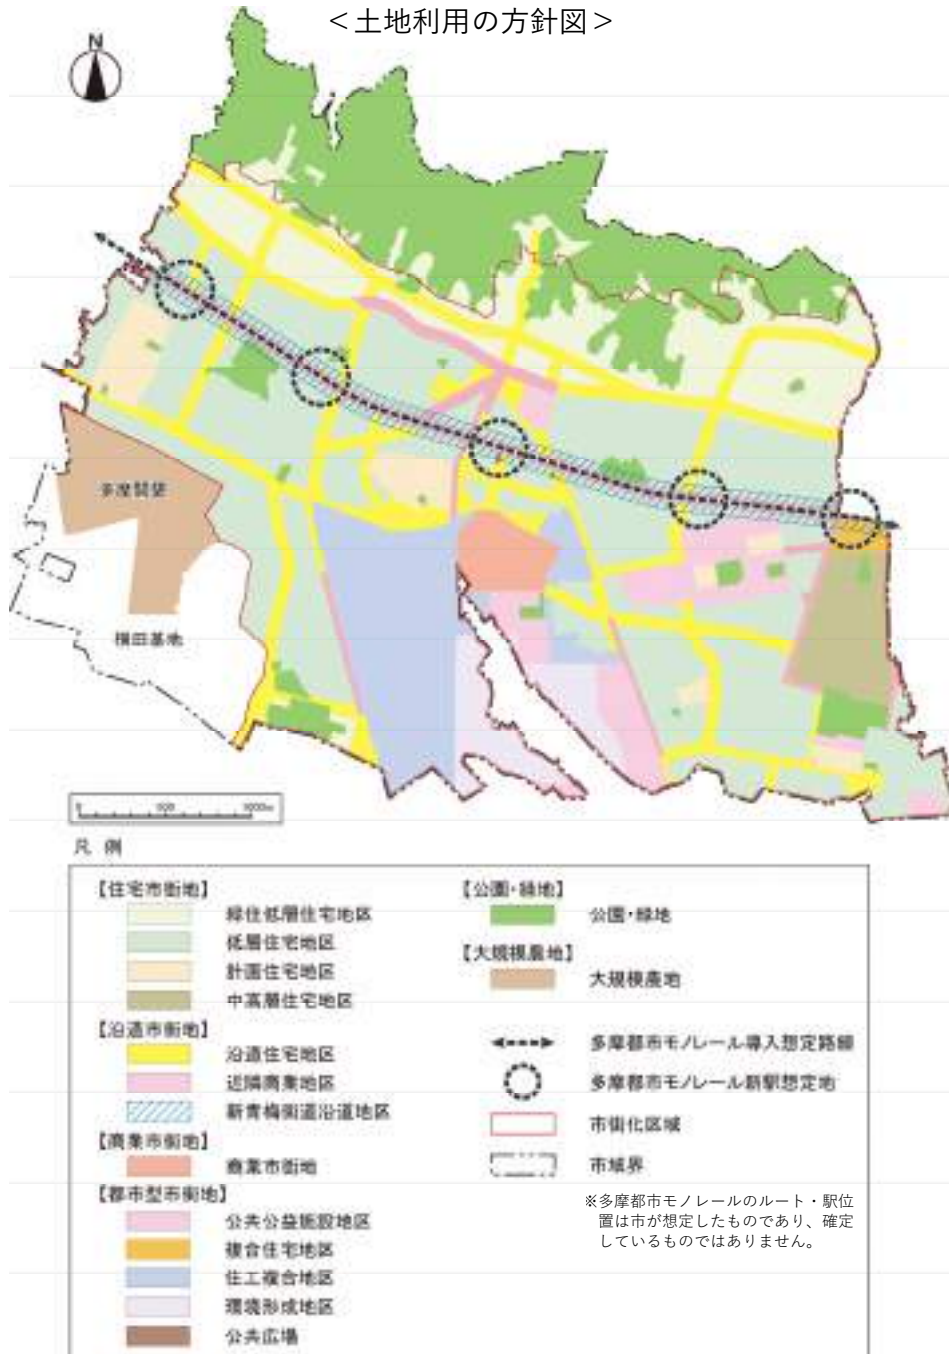 ＜土地利用の方針図＞
N
多摩開墾
横田基地
0 500 1000m
凡 例
【住宅市街地】
緑住低層住宅地区
低層住宅地区
計画住宅地区
中高層住宅地区
【沿道市街地】
沿道住宅地区
近隣商業地区
新青梅街道沿道地区
【商業市街地】
商業市街地
【都市型市街地】
公共公益施設地区
複合住宅地区
住工複合地区
環境形成地区
公共広場
【公園・緑地】
公園・緑地
【大規模農地】
大規模農地
多摩都市モノレール導入想定路線
多摩都市モノレール新駅想定地
市街化区域
市域界
※多摩都市モノレールのルート・駅位
置は市が想定したものであり、確定
しているものではありません。